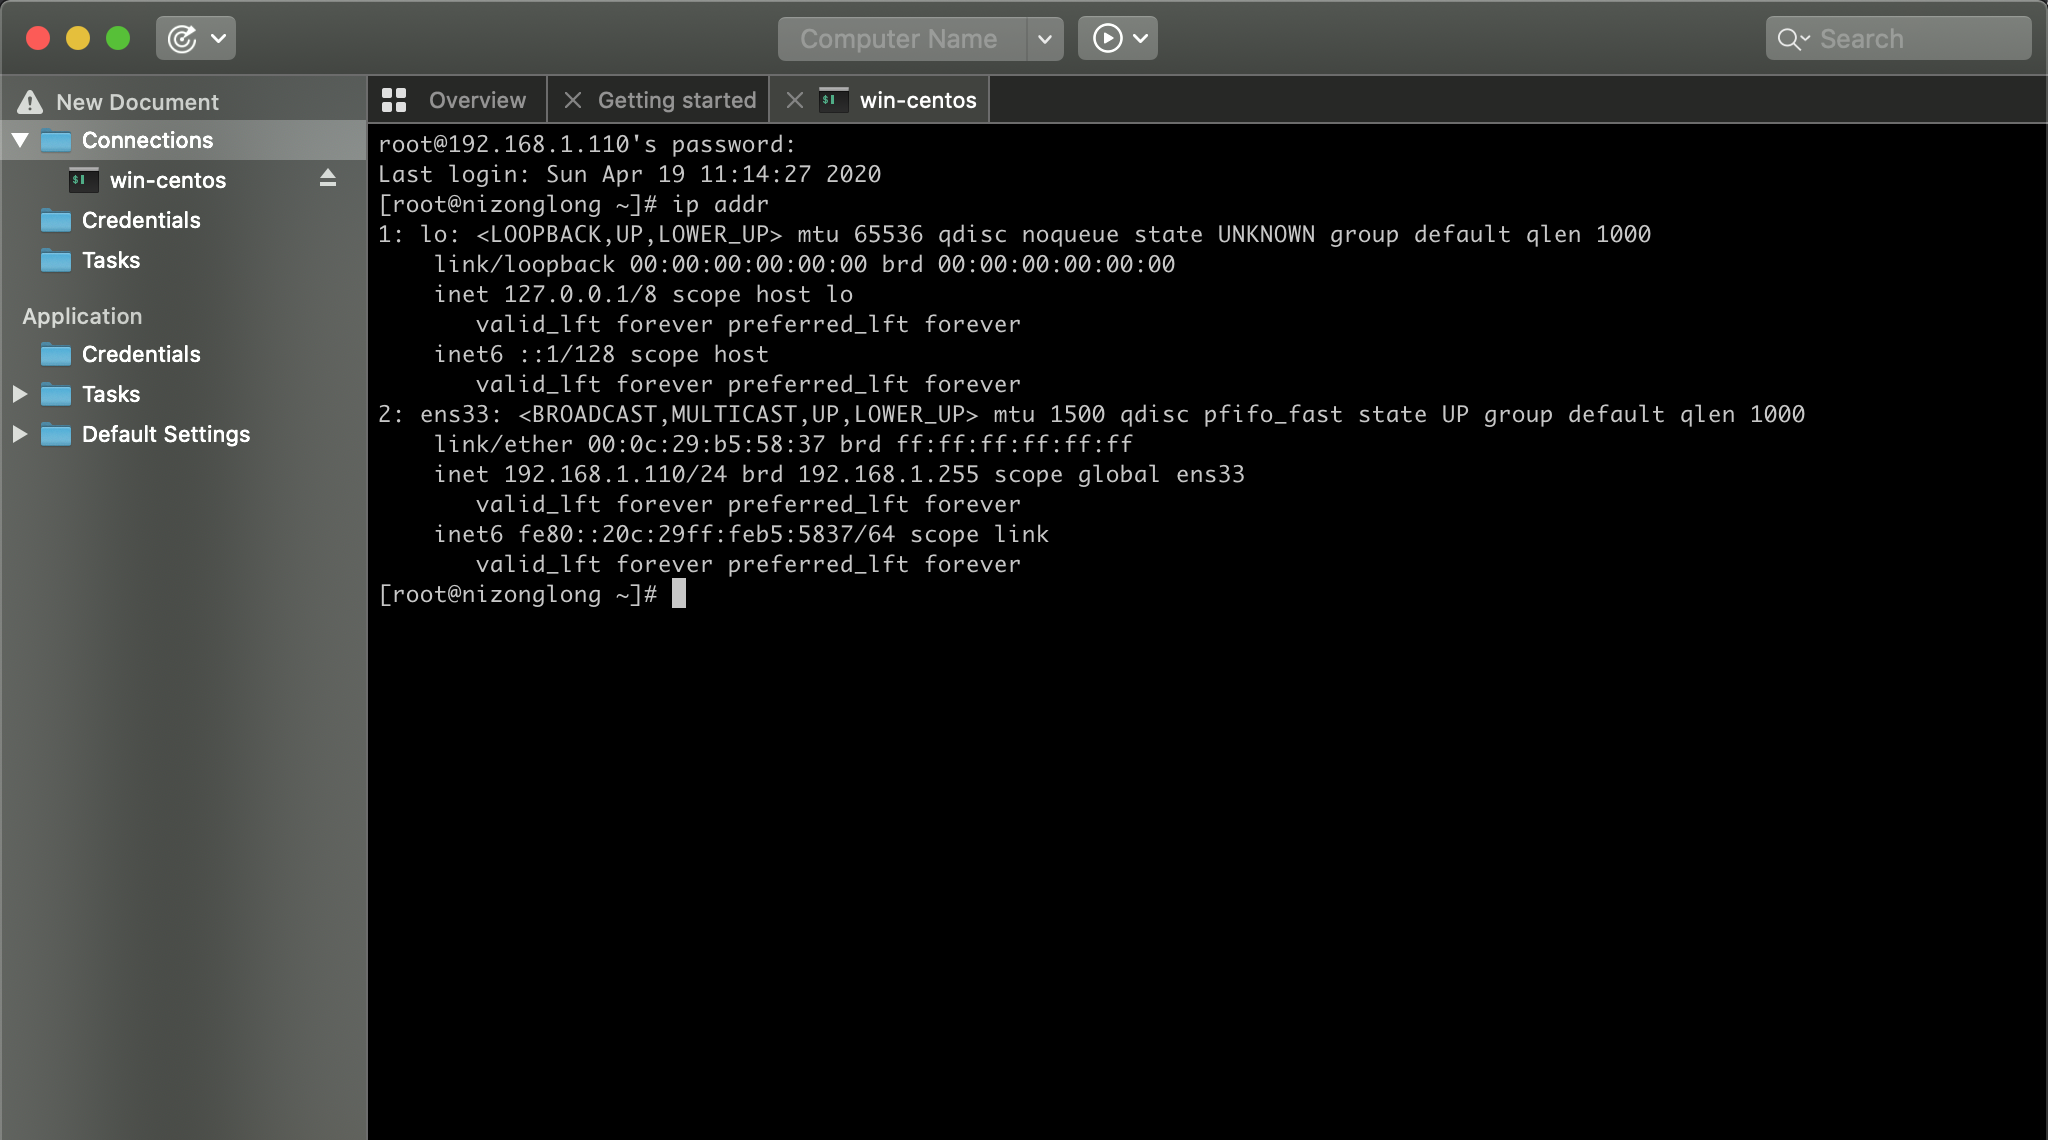 Computer Name
Search
New Document
Connections
win-centos
Credentials
Tasks
Application
Credentials
Tasks
Default Settings
Overview
Getting started
win-centos
root@192.168.1.110's password:
Last login: Sun Apr 19 11:14:27 2020
[root@nizonglong ~]# ip addr
1: lo: <LOOPBACK,UP,LOWER_UP> mtu 65536 qdisc noqueue state UNKNOWN group default qlen 1000
    link/loopback 00:00:00:00:00:00 brd 00:00:00:00:00:00
    inet 127.0.0.1/8 scope host lo
       valid_lft forever preferred_lft forever
    inet6 ::1/128 scope host
       valid_lft forever preferred_lft forever
2: ens33: <BROADCAST,MULTICAST,UP,LOWER_UP> mtu 1500 qdisc pfifo_fast state UP group default qlen 1000
    link/ether 00:0c:29:b5:58:37 brd ff:ff:ff:ff:ff:ff
    inet 192.168.1.110/24 brd 192.168.1.255 scope global ens33
       valid_lft forever preferred_lft forever
    inet6 fe80::20c:29ff:feb5:5837/64 scope link
       valid_lft forever preferred_lft forever
[root@nizonglong ~]#